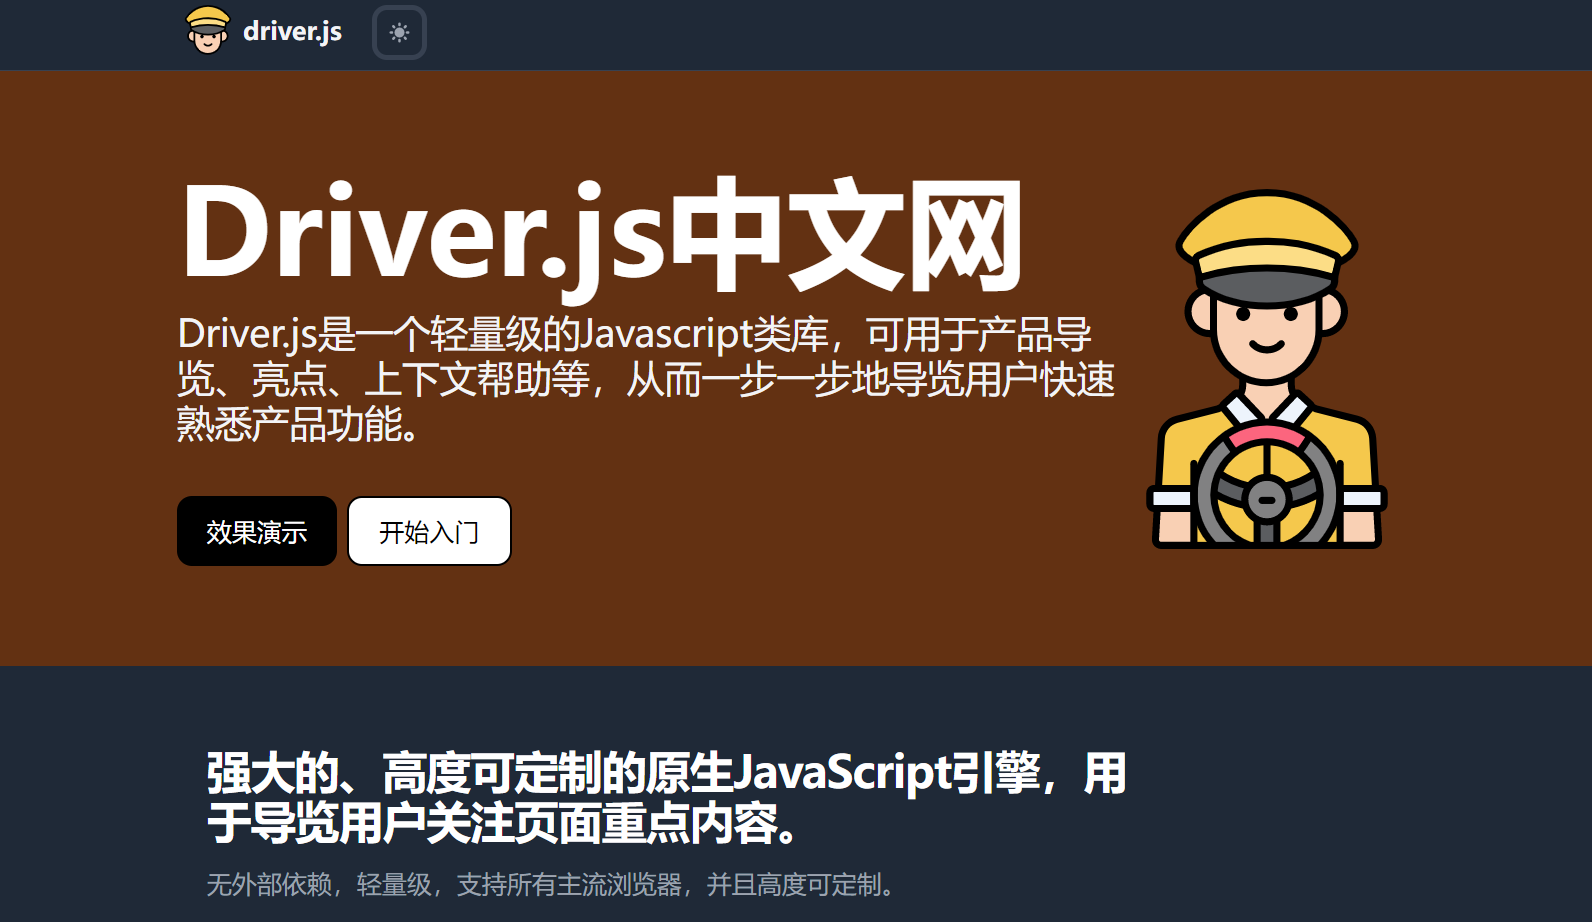 driver.js
Driver.js中文网
Driver.js是一个轻量级的Javascript类库，可用于产品导
览、亮点、上下文帮助等，从而一步一步地导览用户快速
熟悉产品功能。
效果演示
开始入门
强大的、高度可定制的原生JavaScript引擎，用
于导览用户关注页面重点内容。
无外部依赖，轻量级，支持所有主流浏览器，并且高度可定制。